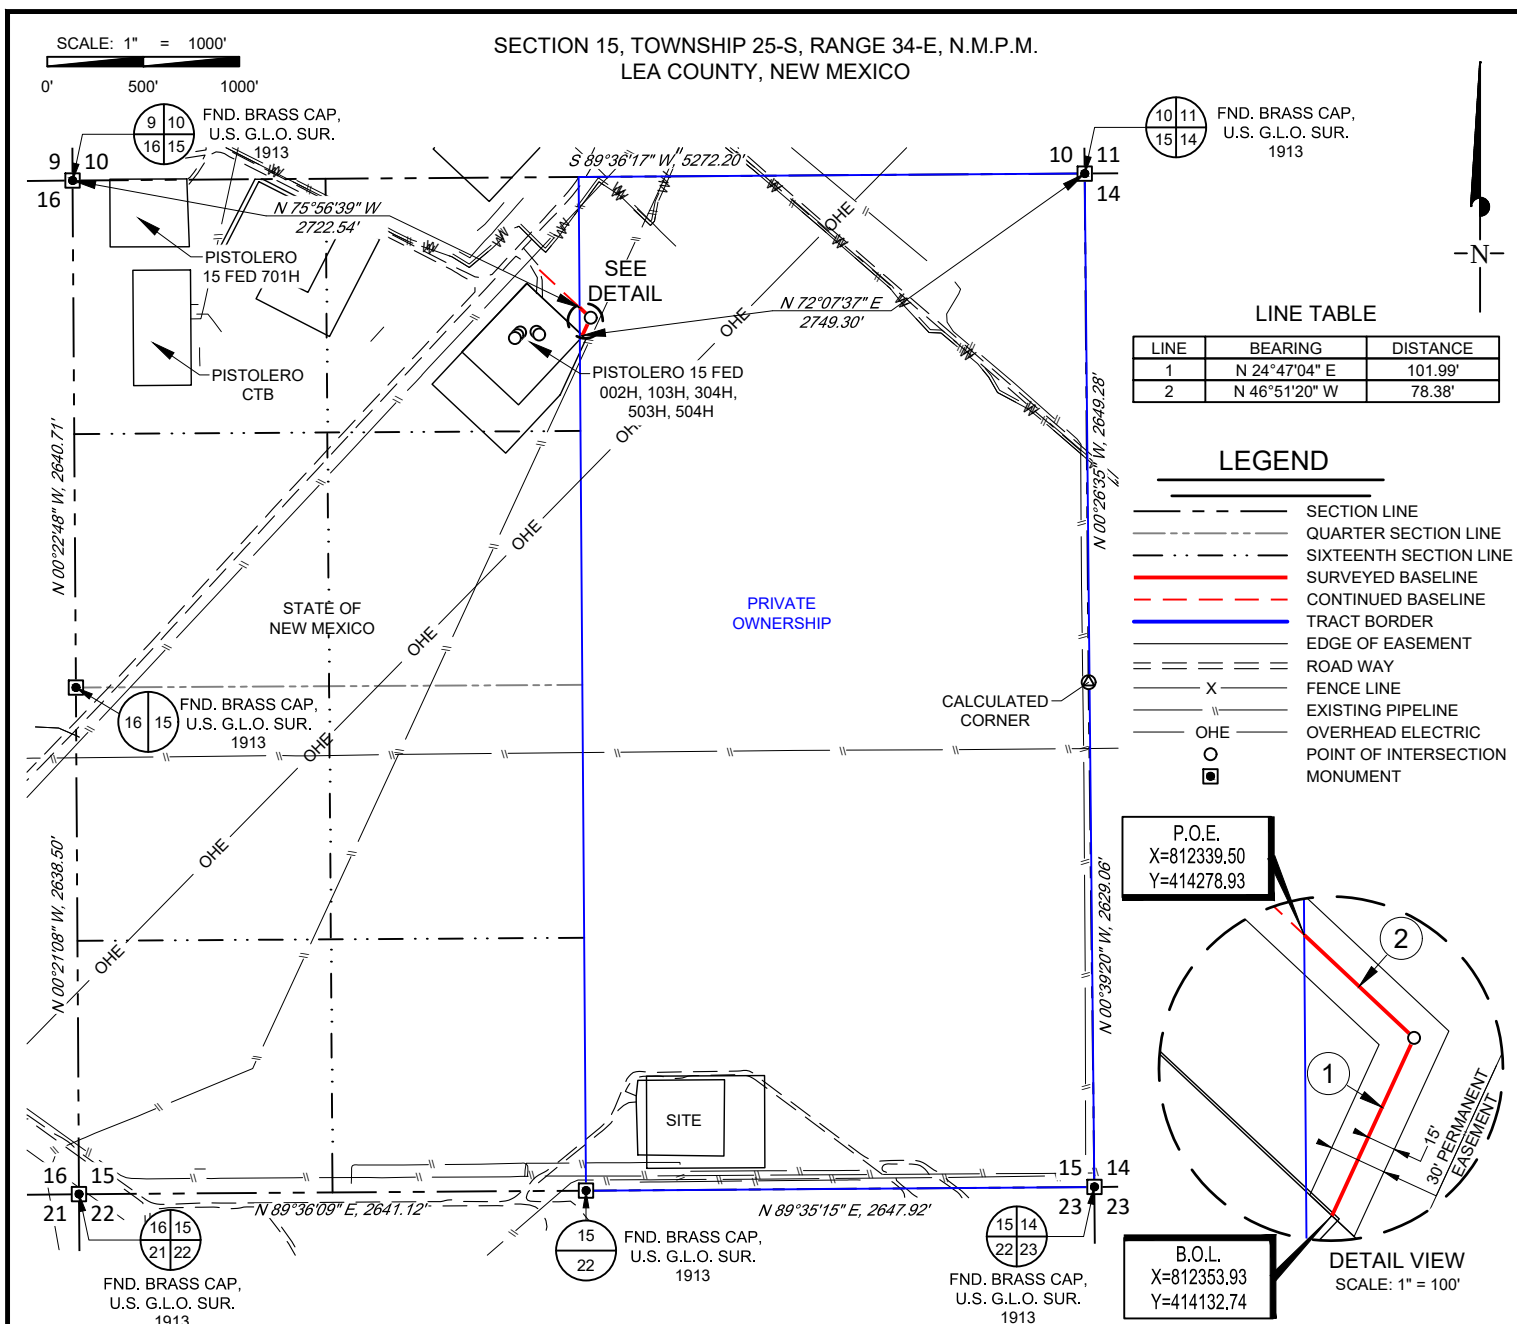 SCALE: 1" = 1000'
0' 500' 1000'
SECTION 15, TOWNSHIP 25-S, RANGE 34-E, N.M.P.M.
LEA COUNTY, NEW MEXICO
9 10
16 15
FND. BRASS CAP,
U.S. G.L.O. SUR.
1913
10 11
15 14
FND. BRASS CAP,
U.S. G.L.O. SUR.
1913
9 10
16
10 11
14
S 89°36'17" W, 5272.20'
N 75°56'39" W
2722.54'
PISTOLERO
15 FED 701H
SEE
DETAIL
N 72°07'37" E
2749.30'
PISTOLERO
CTB
PISTOLERO 15 FED
002H, 103H, 304H,
503H, 504H
W
W
W
W
W
W
W
W
W
OHE
OHE
OHE
OHE
OHE
OHE
OHE
OHE
N 00°22'48" W, 2640.71'
N 00°26'35" W, 2649.28'
N
LINE TABLE
LINE BEARING DISTANCE
1 N 24°47'04" E 101.99'
2 N 46°51'20" W 78.38'
LEGEND
SECTION LINE
QUARTER SECTION LINE
SIXTEENTH SECTION LINE
SURVEYED BASELINE
CONTINUED BASELINE
TRACT BORDER
EDGE OF EASEMENT
ROAD WAY
X FENCE LINE
EXISTING PIPELINE
OHE OVERHEAD ELECTRIC
POINT OF INTERSECTION
MONUMENT
STATE OF
NEW MEXICO
PRIVATE
OWNERSHIP
16 15
FND. BRASS CAP,
U.S. G.L.O. SUR.
1913
CALCULATED
CORNER
N 00°21'08" W, 2638.50'
N 00°39'20" W, 2629.06'
P.O.E.
X=812339.50
Y=414278.93
2
1
15'
30' PERMANENT
EASEMENT
B.O.L.
X=812353.93
Y=414132.74
DETAIL VIEW
SCALE: 1" = 100'
SITE
16 15
21 22
15 14
23 23
N 89°36'09" E, 2641.12'
N 89°35'15" E, 2647.92'
16 15
21 22
FND. BRASS CAP,
U.S. G.L.O. SUR.
1913
15
22
FND. BRASS CAP,
U.S. G.L.O. SUR.
1913
15 14
22 23
FND. BRASS CAP,
U.S. G.L.O. SUR.
1913